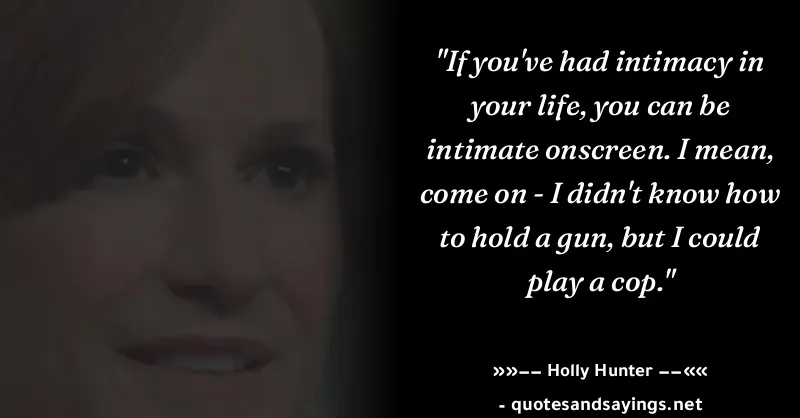 "If you've had intimacy in
your life, you can be
intimate onscreen. I mean,
come on - I didn't know how
to hold a gun, but I could
play a cop."
»»−− Holly Hunter −−««
- quotesandsayings.net